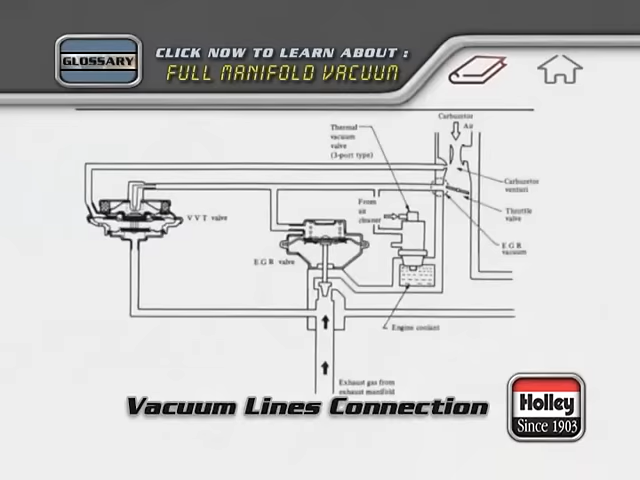 GLOSSARY
CLICK NOW TO LEARN ABOUT :
FULL MANIFOLD VACUUM
Carburetor
Air
Thermal
vacuum
valve
(3-port type)
Carburetor
venturi
From
air
cleaner
Throttle
valve
V V T valve
E G R
vacuum
E G R valve
Engine coolant
Exhaust gas from
exhaust manifold
Vacuum Lines Connection
Holley
Since 1903